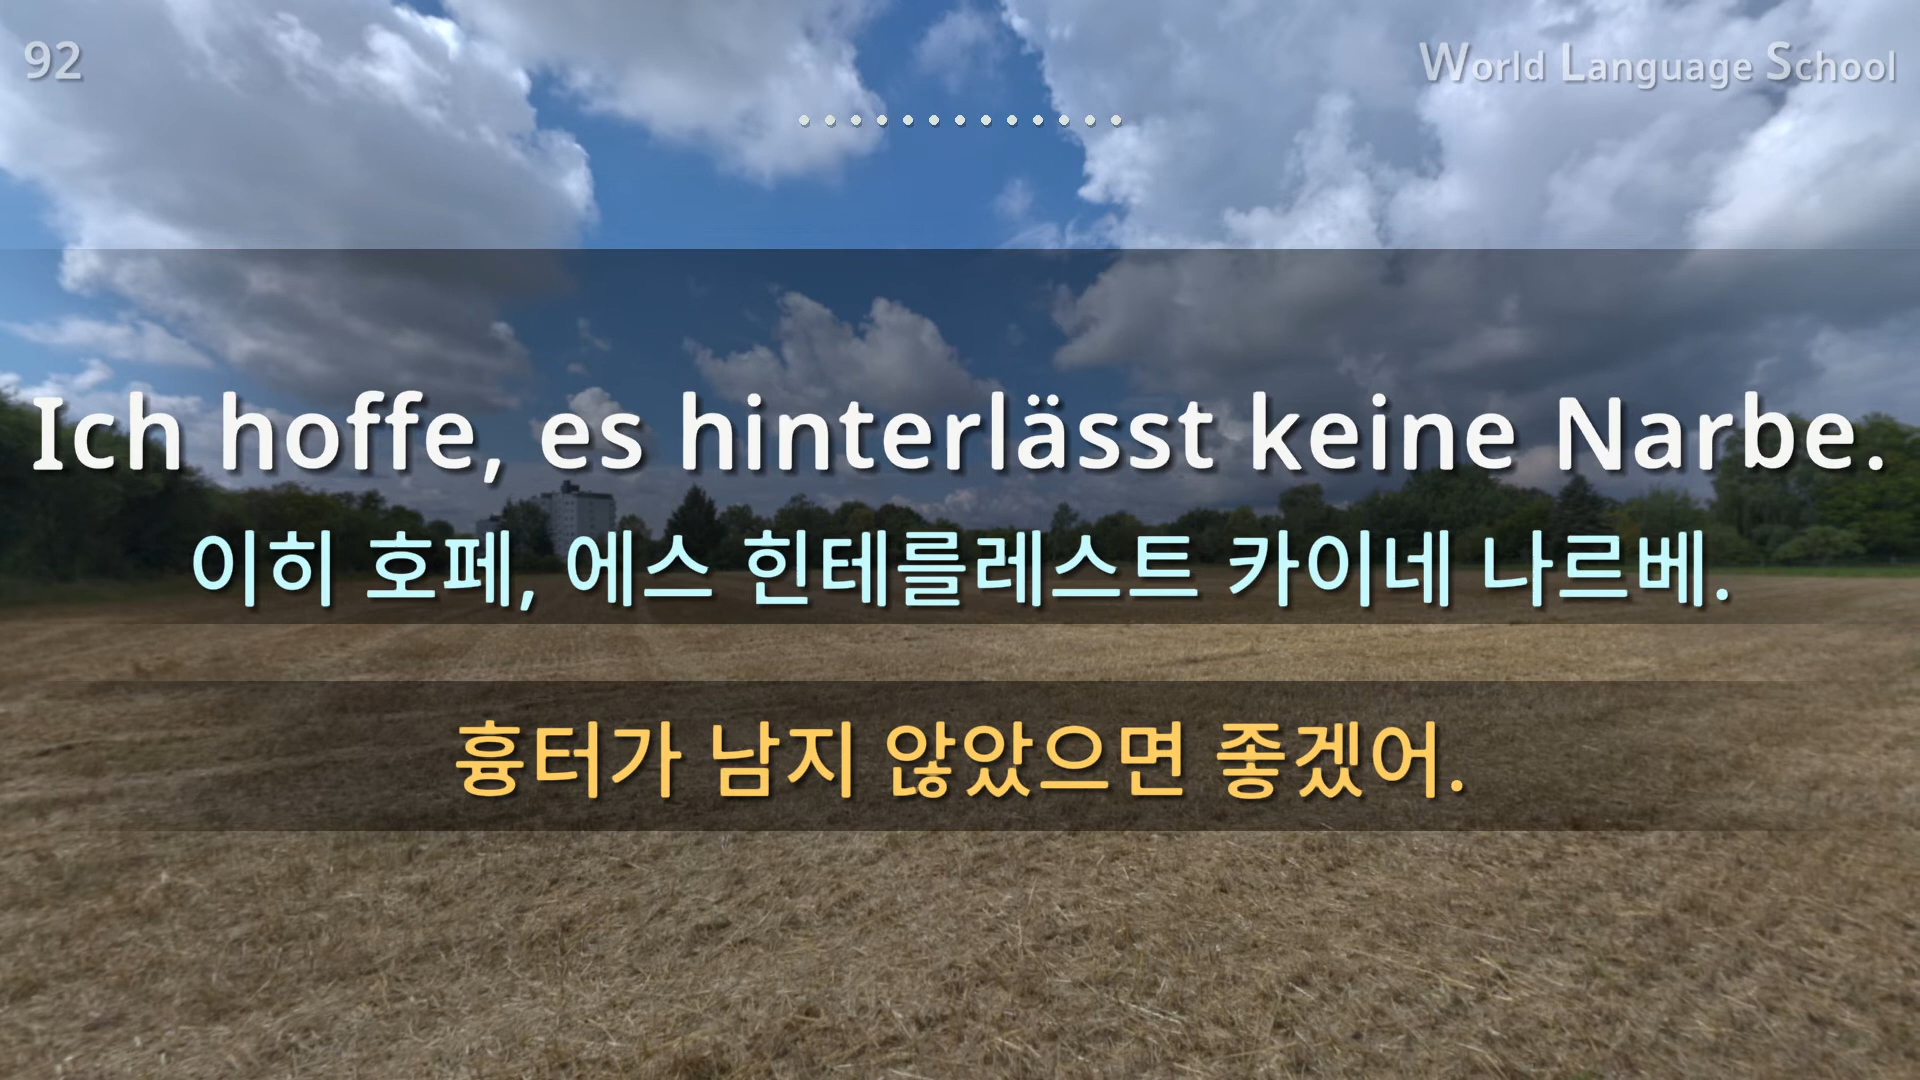 92
World Language School
Ich hoffe, es hinterlässt keine Narbe.
이히 호페, 에스 힌테를레스트 카이네 나르베.
흉터가 남지 않았으면 좋겠어.